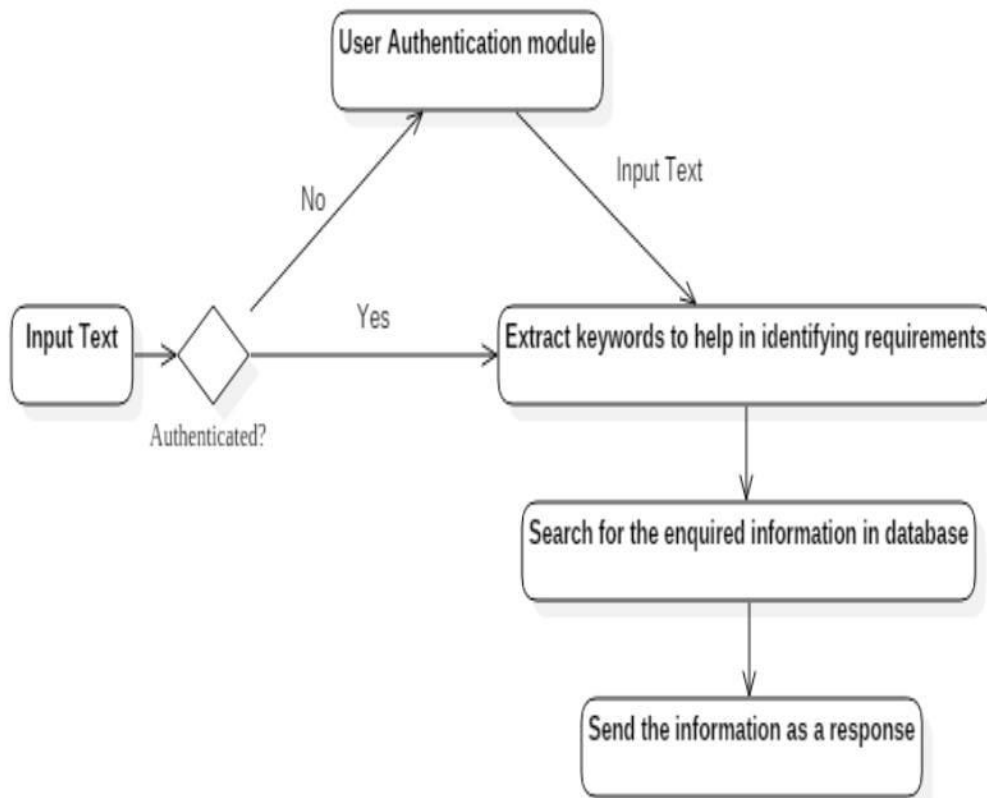 User Authentication module
Input Text
No
Yes
Input Text
Extract keywords to help in identifying requirements
Authenticated?
Search for the enquired information in database
Send the information as a response